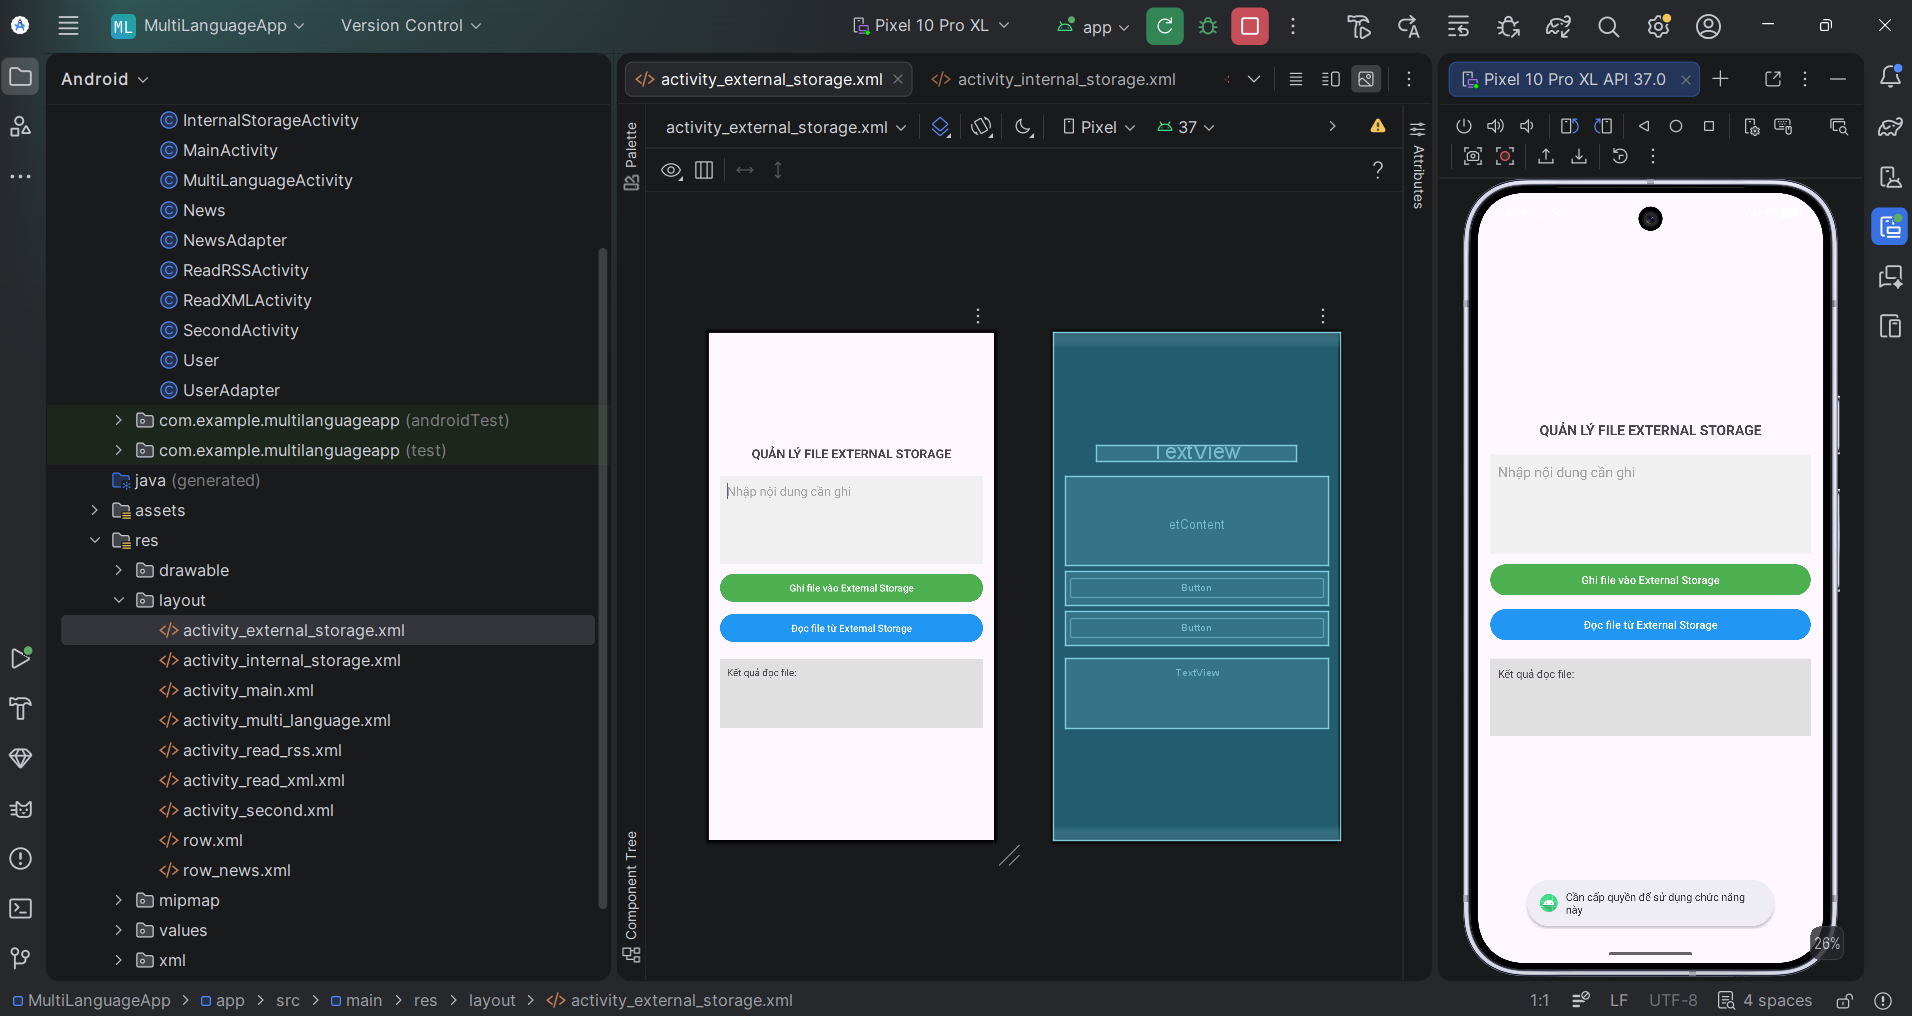 ML MultiLanguageApp
Version Control
Pixel 10 Pro XL
app
Android
InternalStorageActivity
MainActivity
MultiLanguageActivity
News
NewsAdapter
ReadRSSActivity
ReadXMLActivity
SecondActivity
User
UserAdapter
com.example.multilanguageapp (androidTest)
com.example.multilanguageapp (test)
java (generated)
assets
res
drawable
layout
activity_external_storage.xml
activity_internal_storage.xml
activity_main.xml
activity_multi_language.xml
activity_read_rss.xml
activity_read_xml.xml
activity_second.xml
row.xml
row_news.xml
mipmap
values
xml
activity_external_storage.xml
activity_internal_storage.xml
Palette
activity_external_storage.xml
Pixel
37
Attributes
Component Tree
QUẢN LÝ FILE EXTERNAL STORAGE
Nhập nội dung cần ghi
Ghi file vào External Storage
Đọc file từ External Storage
Kết quả đọc file:
TextView
etContent
Button
Button
TextView
Pixel 10 Pro XL API 37.0
QUẢN LÝ FILE EXTERNAL STORAGE
Nhập nội dung cần ghi
Ghi file vào External Storage
Đọc file từ External Storage
Kết quả đọc file:
Cần cấp quyền để sử dụng chức năng
này
26%
MultiLanguageApp > app > src > main > res > layout > activity_external_storage.xml
1:1
LF
UTF-8
4 spaces